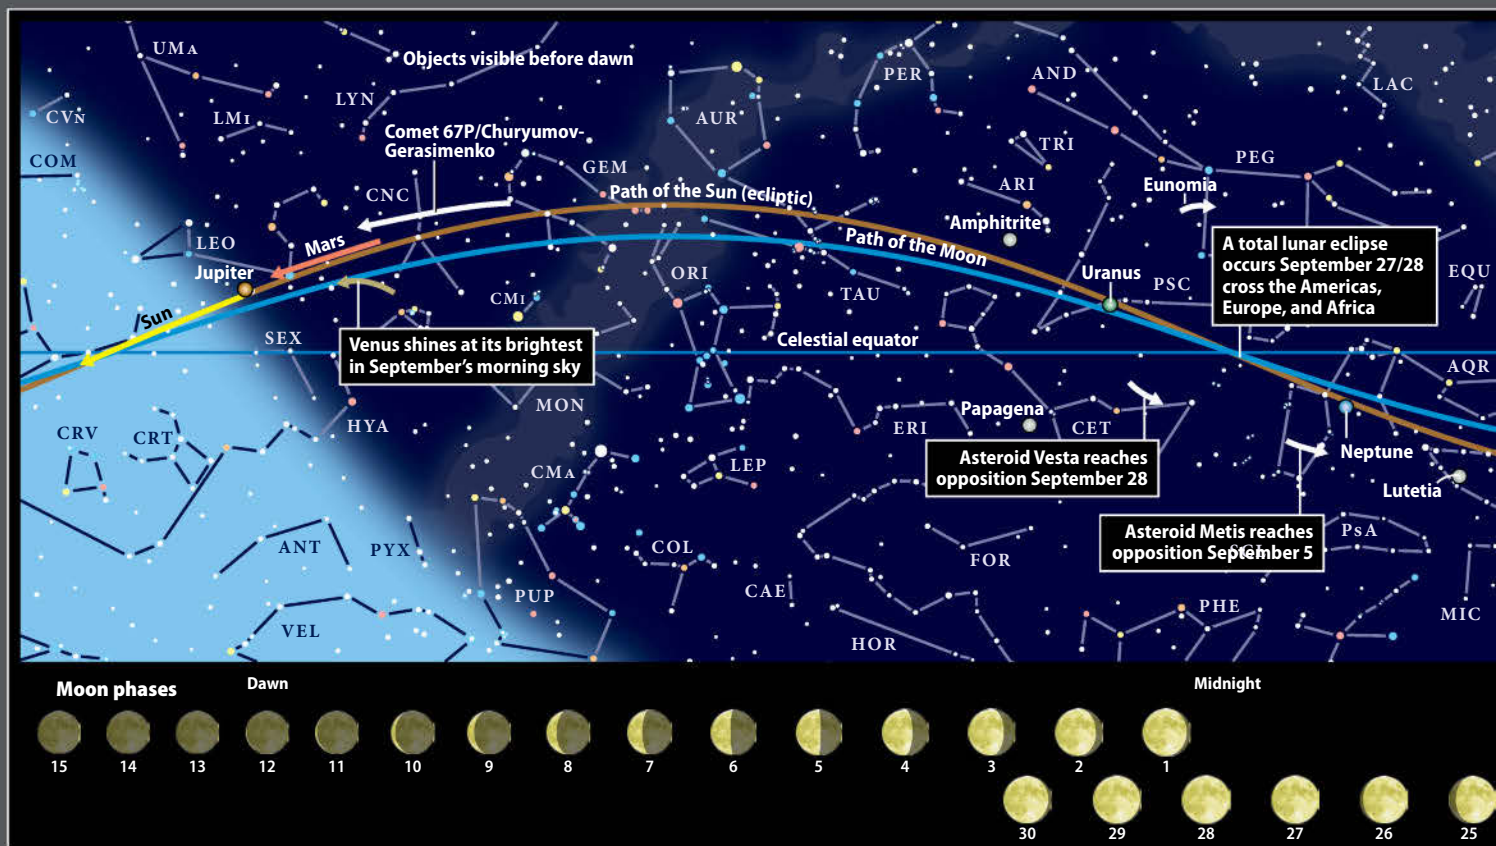 UMA
Objects visible before dawn
PER
AND
LAC
LYN
CVN
LMI
AUR
Comet 67P/Churyumov-
Gerasimenko
TRI
COM
PEG
GEM
CNC
Path of the Sun (ecliptic)
ARI
Eunomia
Amphitrite
LEO
Mars
Path of the Moon
A total lunar eclipse
occurs September 27/28
cross the Americas,
Europe, and Africa
Jupiter
ORI
Uranus
PSC
EQU
TAU
CMI
Sun
SEX
Venus shines at its brightest
in September's morning sky
Celestial equator
AQR
MON
Papagena
HYA
ERI
CET
CRV
CRT
Neptune
CMA
LEP
Asteroid Vesta reaches
opposition September 28
Lutetia
Asteroid Metis reaches
opposition September 5
SCL
PSA
ANT
PYX
COL
FOR
CAE
PUP
PHE
MIC
VEL
HOR
Moon phases
Dawn
Midnight
15 14 13 12 11 10 9 8 7 6 5 4 3 2 1
30 29 28 27 26 25